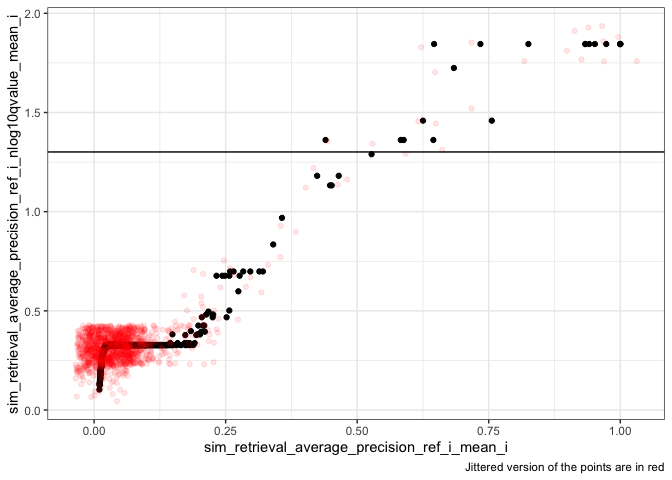 sim_retrieval_average_precision_ref_i_nlog10qvalue_mean_i
2.0
1.5
1.0
0.5
0.0
0.00 0.25 0.50 0.75 1.00
sim_retrieval_average_precision_ref_i_mean_i
Jittered version of the points are in red